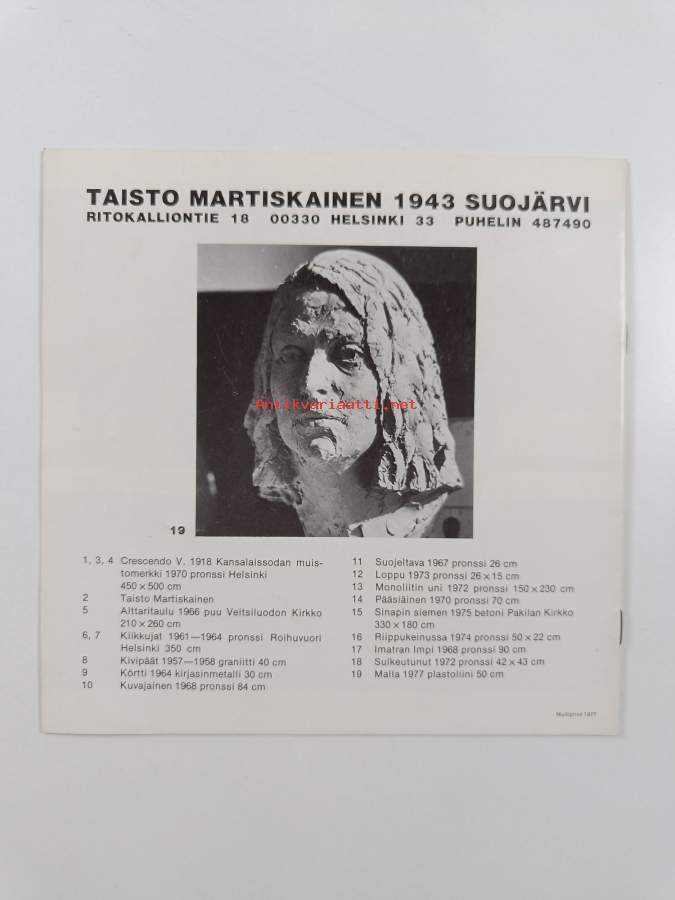 TAISTO MARTISKAINEN 1943 SUOJÄRVI
RITOKALLIONTIE 18 00330 HELSINKI 33 PUHELIN 487490
Antikvariaatti.net
19
1, 3, 4 Crescendo V. 1918 Kansalaissodan muis-
tomerkki 1970 pronssi Helsinki
450 × 500 cm
2 Taisto Martiskainen
5 Alttaritaulu 1966 puu Veitsiluodon Kirkko
210 × 260 cm
6, 7 Kiikkujat 1961—1964 pronssi Roihuvuori
Helsinki 350 cm
8 Kivipäät 1957—1958 graniitti 40 cm
9 Körtti 1964 kirjasinmetalli 30 cm
10 Kuvajainen 1968 pronssi 84 cm
11 Suojeltava 1967 pronssi 26 cm
12 Loppu 1973 pronssi 26 × 15 cm
13 Monoliitin uni 1972 pronssi 150 × 230 cm
14 Pääsiäinen 1970 pronssi 70 cm
15 Sinapin siemen 1975 betoni Pakilan Kirkko
330 × 180 cm
16 Riippukeinussa 1974 pronssi 50 × 22 cm
17 Imatran Impi 1968 pronssi 90 cm
18 Sulkeutunut 1972 pronssi 42 × 43 cm
19 Malla 1977 plastoliini 50 cm
1977